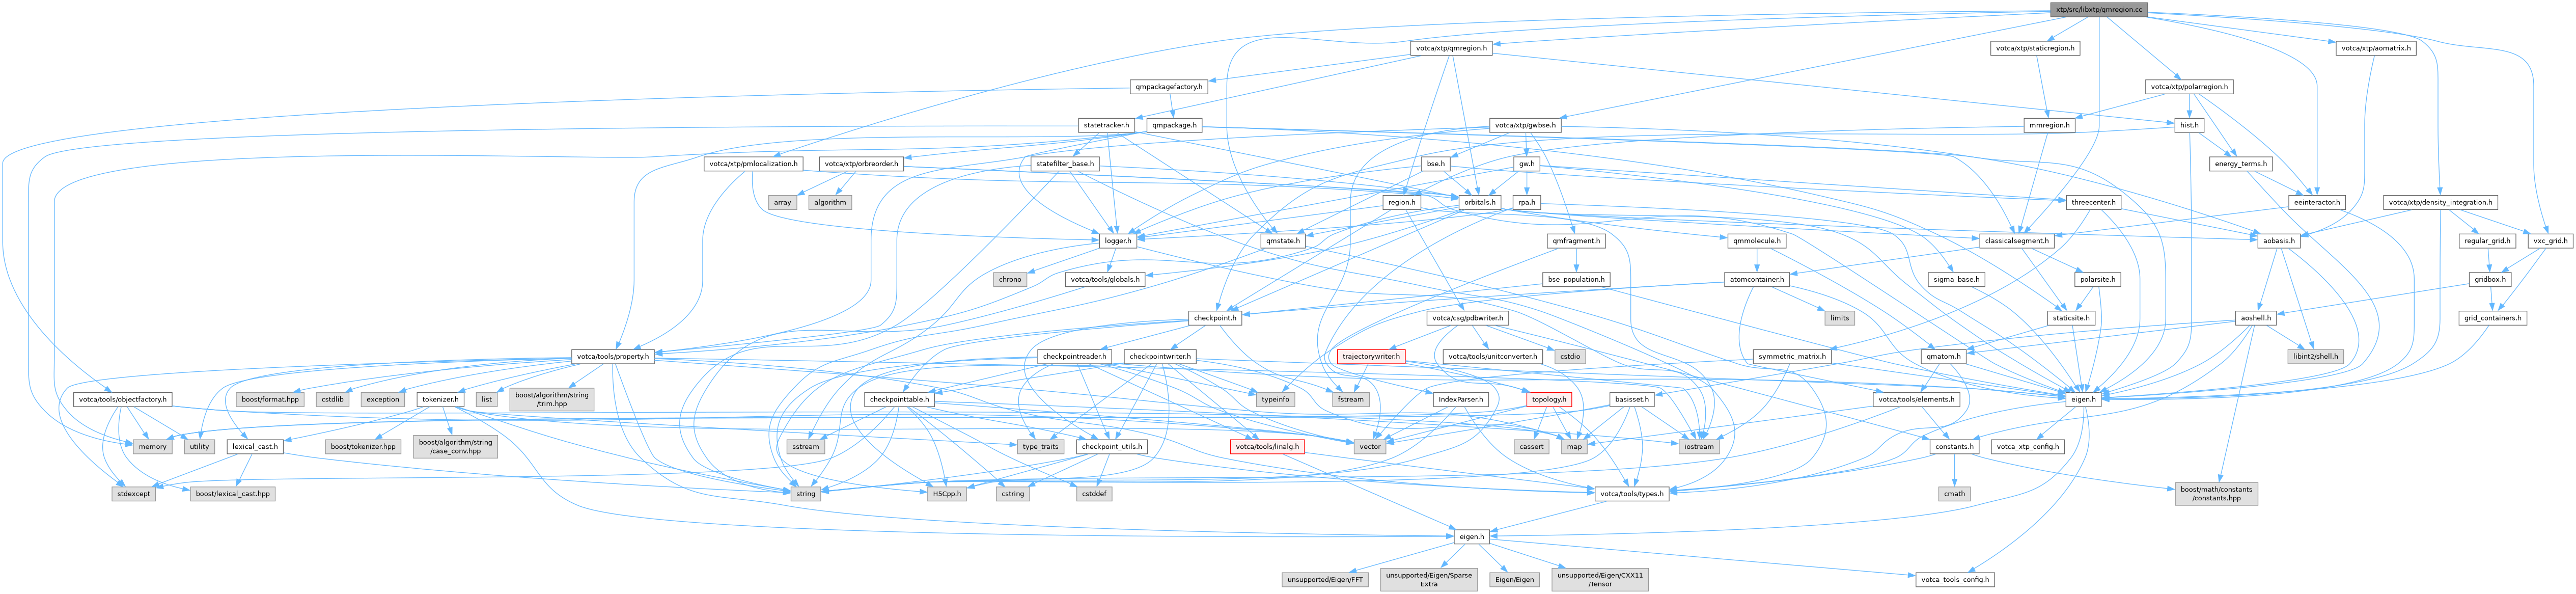 xtp/src/libxtp/qmregion.cc
votca/xtp/qmregion.h
votca/xtp/staticregion.h
votca/xtp/aomatrix.h
qmpackagefactory.h
votca/xtp/polarregion.h
statetracker.h
qmpackage.h
votca/xtp/gwbse.h
mmregion.h
hist.h
votca/xtp/pmlocalization.h
votca/xtp/orbreorder.h
statefilter_base.h
bse.h
gw.h
energy_terms.h
array
algorithm
region.h
orbitals.h
rpa.h
threecenter.h
eeinteractor.h
votca/xtp/density_integration.h
logger.h
qmstate.h
qmfragment.h
qmmolecule.h
classicalsegment.h
aobasis.h
regular_grid.h
vxc_grid.h
chrono
votca/tools/globals.h
bse_population.h
atomcontainer.h
sigma_base.h
polarsite.h
gridbox.h
checkpoint.h
votca/csg/pdbwriter.h
limits
staticsite.h
aoshell.h
grid_containers.h
votca/tools/property.h
checkpointreader.h
checkpointwriter.h
trajectorywriter.h
votca/tools/unitconverter.h
cstdio
symmetric_matrix.h
qmatom.h
libint2/shell.h
votca/tools/objectfactory.h
boost/format.hpp
cstdlib
exception
tokenizer.h
list
boost/algorithm/string
/trim.hpp
checkpointtable.h
typeinfo
fstream
IndexParser.h
topology.h
basisset.h
votca/tools/elements.h
eigen.h
memory
utility
lexical_cast.h
boost/tokenizer.hpp
boost/algorithm/string
/case_conv.hpp
sstream
type_traits
checkpoint_utils.h
votca/tools/linalg.h
vector
cassert
map
iostream
constants.h
votca_xtp_config.h
stdexcept
boost/lexical_cast.hpp
string
H5Cpp.h
cstring
cstddef
votca/tools/types.h
cmath
boost/math/constants
/constants.hpp
eigen.h
unsupported/Eigen/FFT
unsupported/Eigen/Sparse
Extra
Eigen/Eigen
unsupported/Eigen/CXX11
/Tensor
votca_tools_config.h